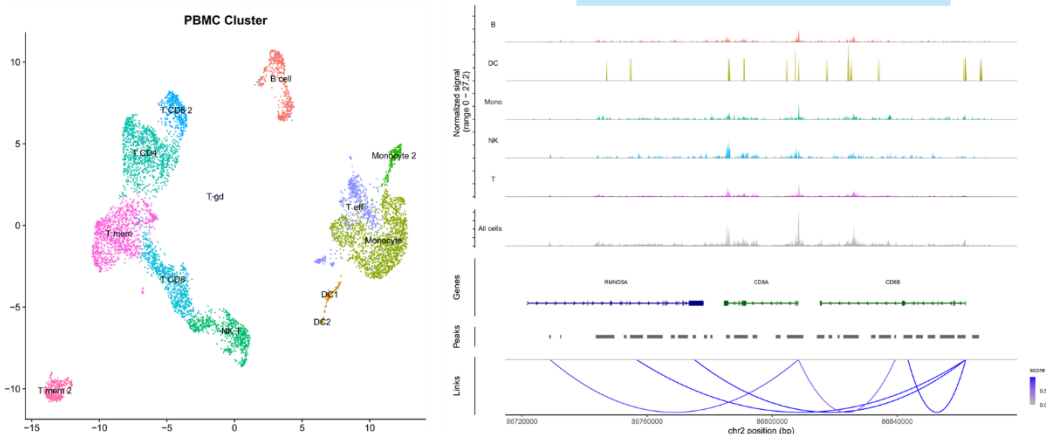 PBMC Cluster
10
5
0
−5
−10
−15
−10
−5
0
5
10
B cell
T CD8 2
T CD4
Monocyte 2
T gd
T eff
T mem
Monocyte
T CD8
DC1
DC2
NK T
T mem 2
Normalized signal
(range 0 − 27.2)
B
DC
Mono
NK
T
All cells
Genes
RMND5A
CD8A
CD8B
Peaks
Links
score
0.0
86720000
86760000
86800000
86840000
chr2 position (bp)